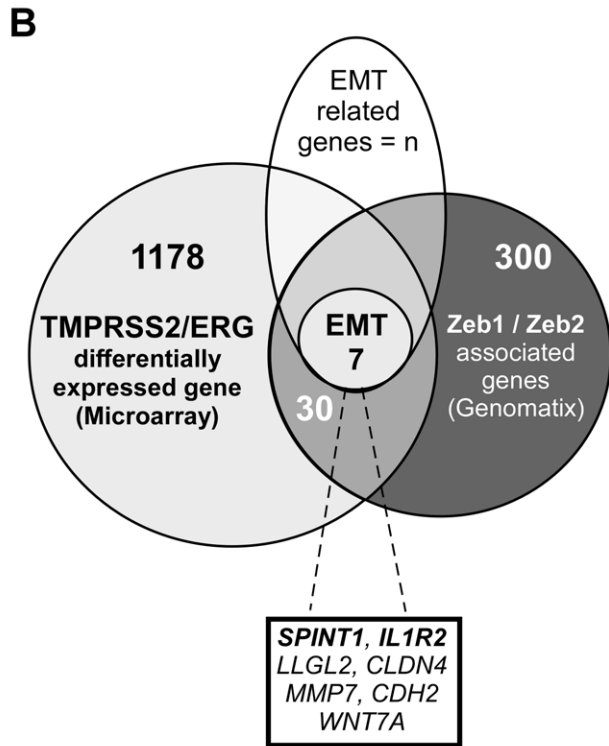 B
EMT
related
genes = n
1178
300
TMPRSS2/ERG
differentially
expressed gene
(Microarray)
EMT
7
Zeb1 / Zeb2
associated
genes
(Genomatix)
30
SPINT1, IL1R2
LLGL2, CLDN4
MMP7, CDH2
WNT7A